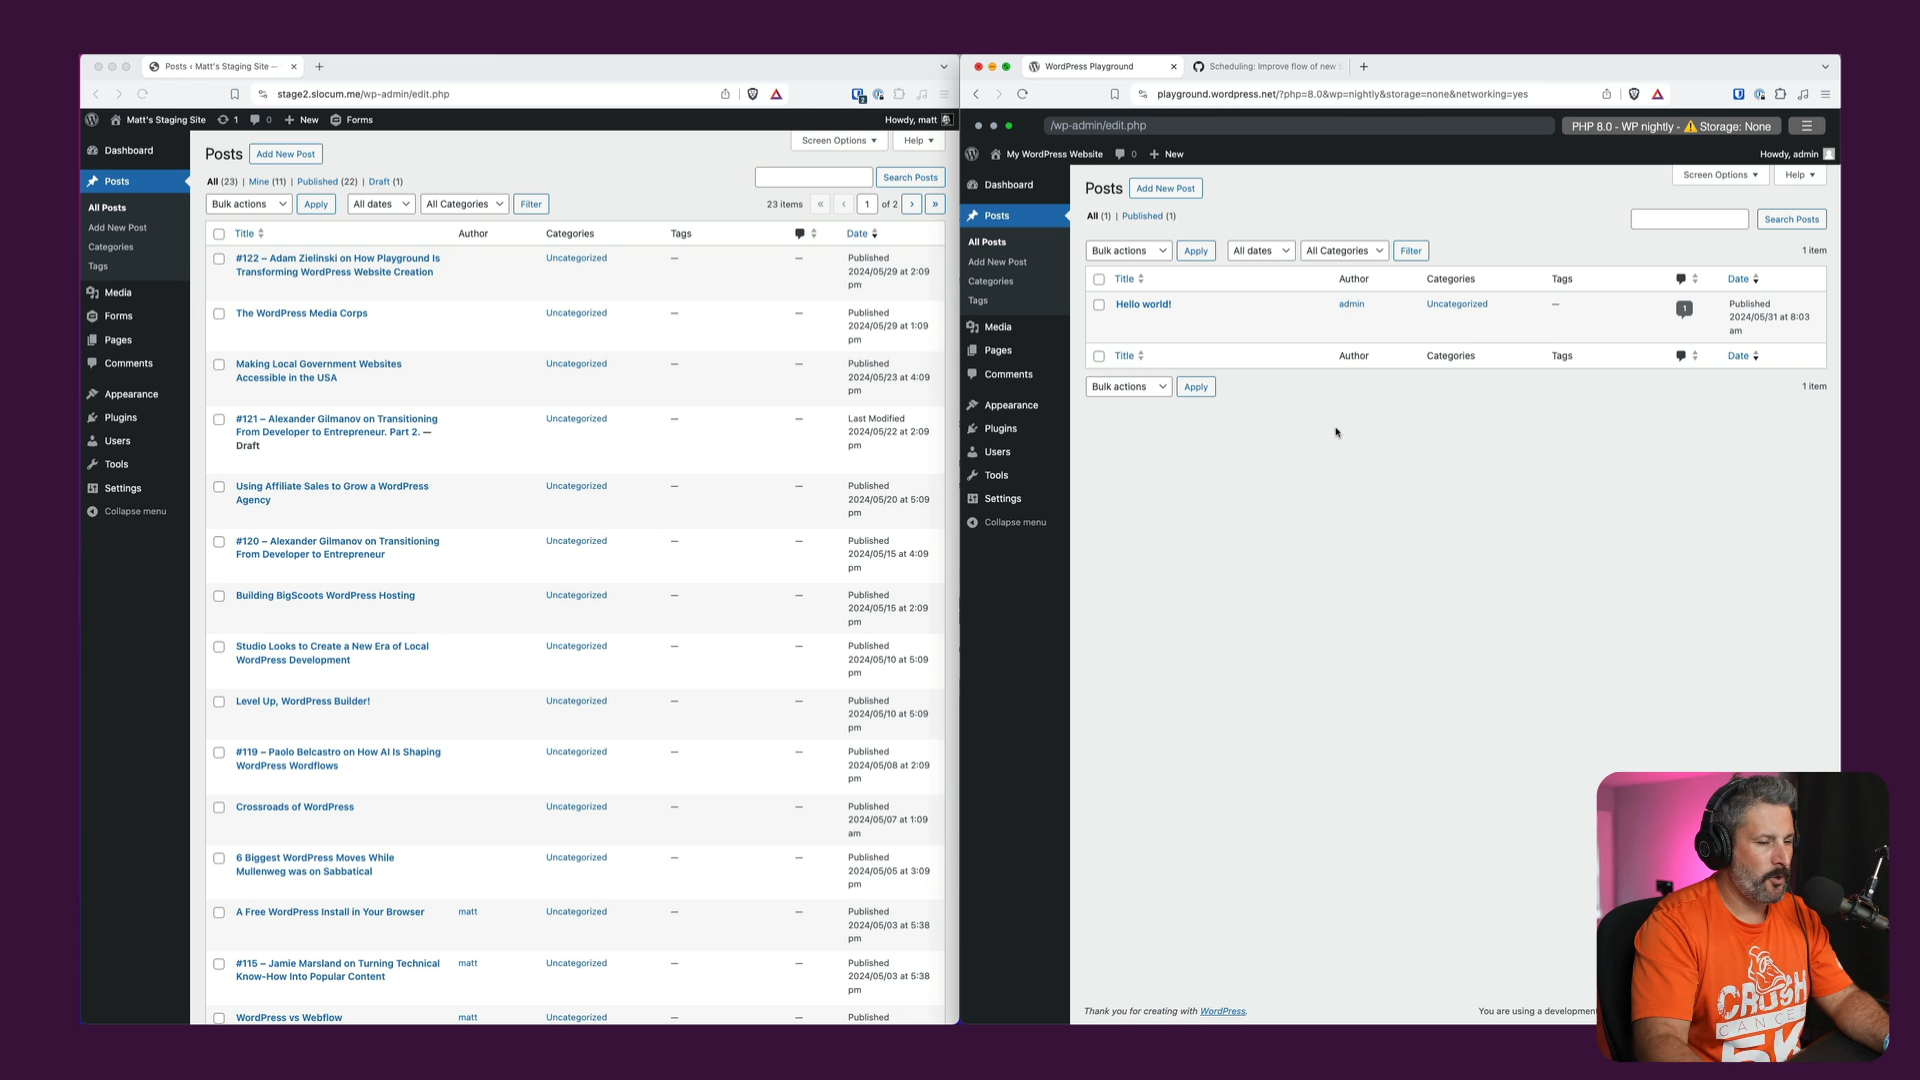 Posts ‹ Matt's Staging Site —
stage2.slocum.me/wp-admin/edit.php
2
Matt's Staging Site
1
0
New
Forms
Howdy, matt
Dashboard
Posts
All Posts
Add New Post
Categories
Tags
Media
Forms
Pages
Comments
Appearance
Plugins
Users
Tools
Settings
Collapse menu
Posts
Add New Post
Screen Options
Help
All (23) | Mine (11) | Published (22) | Draft (1)
Search Posts
Bulk actions
Apply
All dates
All Categories
Filter
23 items
«
‹
1
of 2
›
»
Title
Author
Categories
Tags
Date
#122 – Adam Zielinski on How Playground Is
Transforming WordPress Website Creation
Uncategorized
—
—
Published
2024/05/29 at 2:09
pm
The WordPress Media Corps
Uncategorized
—
—
Published
2024/05/29 at 1:09
pm
Making Local Government Websites
Accessible in the USA
Uncategorized
—
—
Published
2024/05/23 at 4:09
pm
#121 – Alexander Gilmanov on Transitioning
From Developer to Entrepreneur. Part 2. —
Draft
Uncategorized
—
—
Last Modified
2024/05/22 at 2:09
pm
Using Affiliate Sales to Grow a WordPress
Agency
Uncategorized
—
—
Published
2024/05/20 at 5:09
pm
#120 – Alexander Gilmanov on Transitioning
From Developer to Entrepreneur
Uncategorized
—
—
Published
2024/05/15 at 4:09
pm
Building BigScoots WordPress Hosting
Uncategorized
—
—
Published
2024/05/15 at 2:09
pm
Studio Looks to Create a New Era of Local
WordPress Development
Uncategorized
—
—
Published
2024/05/10 at 5:09
pm
Level Up, WordPress Builder!
Uncategorized
—
—
Published
2024/05/10 at 5:09
pm
#119 – Paolo Belcastro on How AI Is Shaping
WordPress Wordflows
Uncategorized
—
—
Published
2024/05/08 at 2:09
pm
Crossroads of WordPress
Uncategorized
—
—
Published
2024/05/07 at 1:09
am
6 Biggest WordPress Moves While
Mullenweg was on Sabbatical
Uncategorized
—
—
Published
2024/05/05 at 3:09
pm
A Free WordPress Install in Your Browser
matt
Uncategorized
—
—
Published
2024/05/03 at 5:38
pm
#115 – Jamie Marsland on Turning Technical
Know-How Into Popular Content
matt
Uncategorized
—
—
Published
2024/05/03 at 5:38
pm
WordPress vs Webflow
matt
Uncategorized
—
—
Published
WordPress Playground
Scheduling: Improve flow of new
playground.wordpress.net/?php=8.0&wp=nightly&storage=none&networking=yes
/wp-admin/edit.php
PHP 8.0 - WP nightly - ⚠️ Storage: None
My WordPress Website
0
New
Howdy, admin
Dashboard
Posts
All Posts
Add New Post
Categories
Tags
Media
Pages
Comments
Appearance
Plugins
Users
Tools
Settings
Collapse menu
Posts
Add New Post
Screen Options
Help
All (1) | Published (1)
Search Posts
Bulk actions
Apply
All dates
All Categories
Filter
1 item
Title
Author
Categories
Tags
Date
Hello world!
admin
Uncategorized
—
1
Published
2024/05/31 at 8:03
am
Title
Author
Categories
Tags
Date
Bulk actions
Apply
1 item
Thank you for creating with WordPress.
You are using a development
CRUSH
CANCER
5K